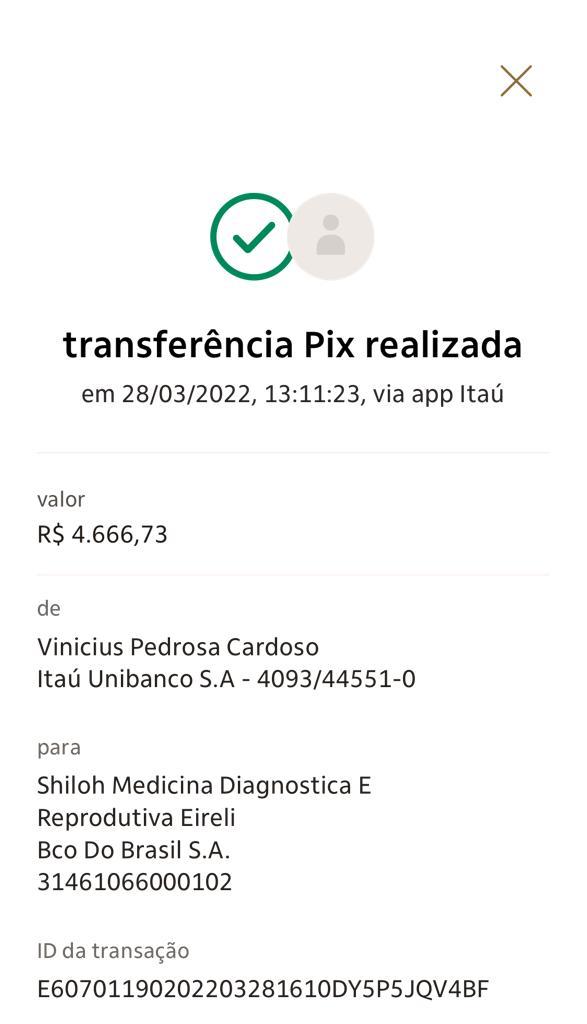 transferência Pix realizada
em 28/03/2022, 13:11:23, via app Itaú
valor
R$ 4.666,73
de
Vinicius Pedrosa Cardoso
Itaú Unibanco S.A - 4093/44551-0
para
Shiloh Medicina Diagnostica E
Reprodutiva Eireli
Bco Do Brasil S.A.
31461066000102
ID da transação
E60701190202203281610DY5P5JQV4BF